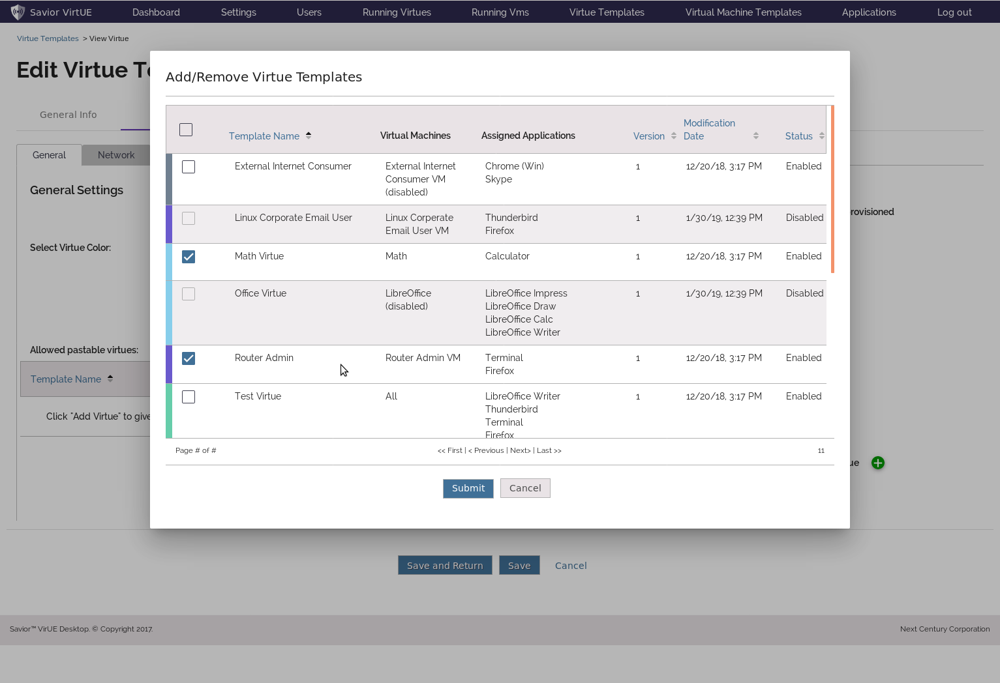 Savior VirtUE Dashboard Settings Users Running Virtues Running Vms Virtue Templates Virtual Machine Templates Applications Log out
Virtue Templates > View Virtue
Edit Virtue
General Info
General Network
General Settings
Select Virtue Color:
Allowed pastable virtues:
Template Name
Click "Add Virtue" to give
rovisioned
ue
Add/Remove Virtue Templates
Template Name Virtual Machines Assigned Applications Version Modification
Date Status
External Internet Consumer External Internet Chrome (Win) 1 12/20/18, 3:17 PM Enabled
Consumer VM Skype
(disabled)
Linux Corporate Email User Linux Corperate Thunderbird 1 1/30/19, 12:39 PM Disabled
Email User VM Firefox
Math Virtue Math Calculator 1 12/20/18, 3:17 PM Enabled
Office Virtue LibreOffice LibreOffice Impress 1 1/30/19, 12:39 PM Disabled
(disabled) LibreOffice Draw
LibreOffice Calc
LibreOffice Writer
Router Admin Router Admin VM Terminal 1 12/20/18, 3:17 PM Enabled
Firefox
Test Virtue All LibreOffice Writer 1 12/20/18, 3:17 PM Enabled
Thunderbird
Terminal
Firefox
Page # of # << First | < Previous | Next> | Last >> 11
Submit Cancel
Save and Return Save Cancel
Savior™ VirUE Desktop. © Copyright 2017. Next Century Corporation